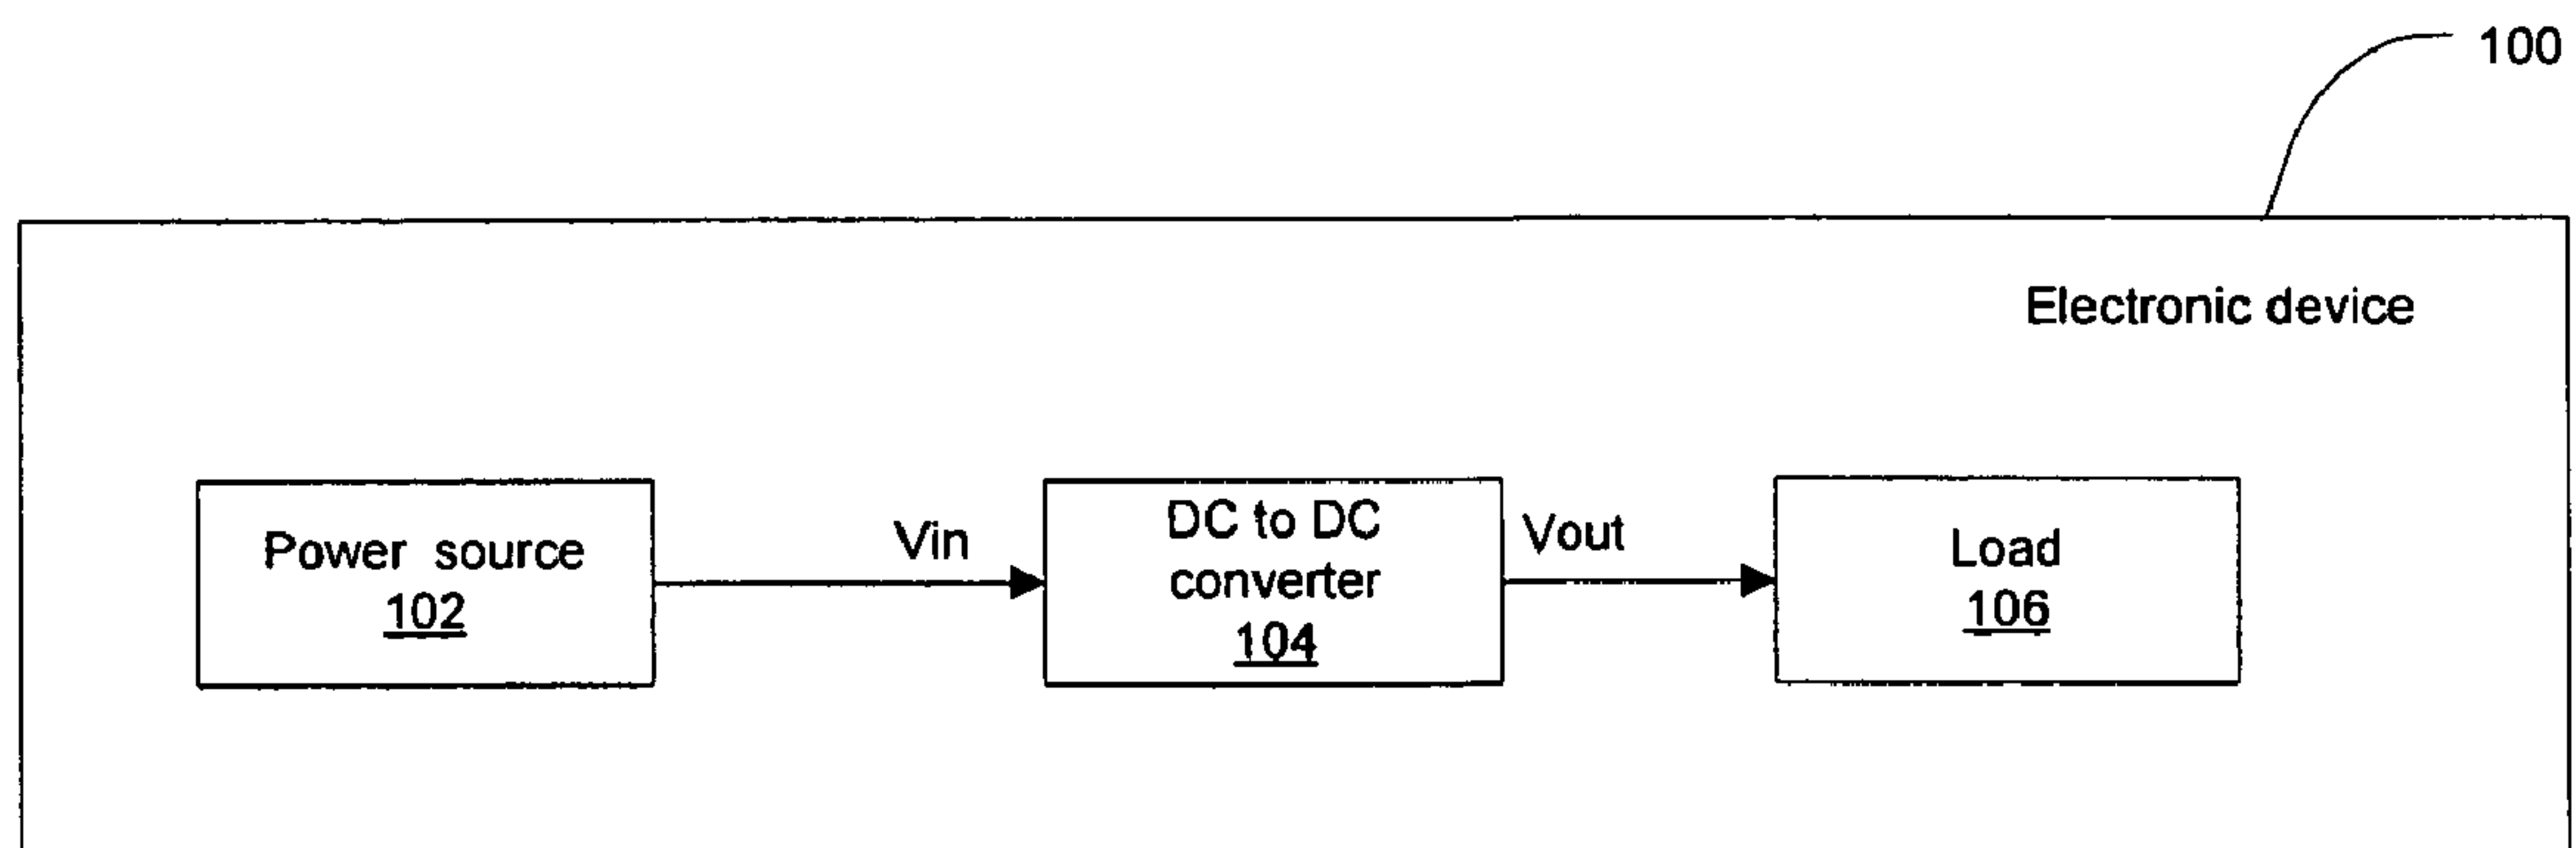 100
Electronic device
Power source
102
Vin
DC to DC
converter
104
Vout
Load
106